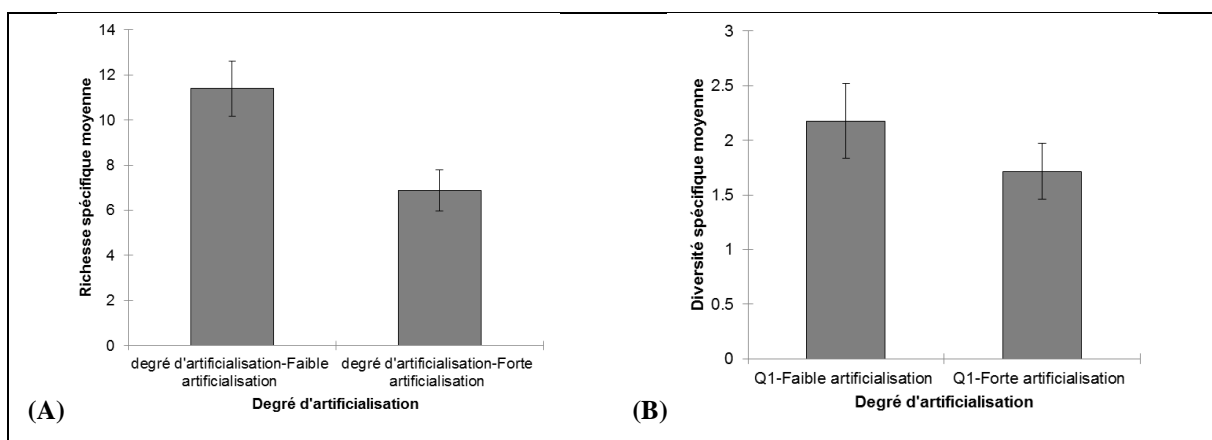 Richesse spécifique moyenne
14
12
10
8
6
4
2
0
degré d'artificialisation-Faible
artificialisation
degré d'artificialisation-Forte
artificialisation
Degré d'artificialisation
(A)
Diversité spécifique moyenne
3
2.5
2
1.5
1
0.5
0
Q1-Faible artificialisation
Q1-Forte artificialisation
Degré d'artificialisation
(B)